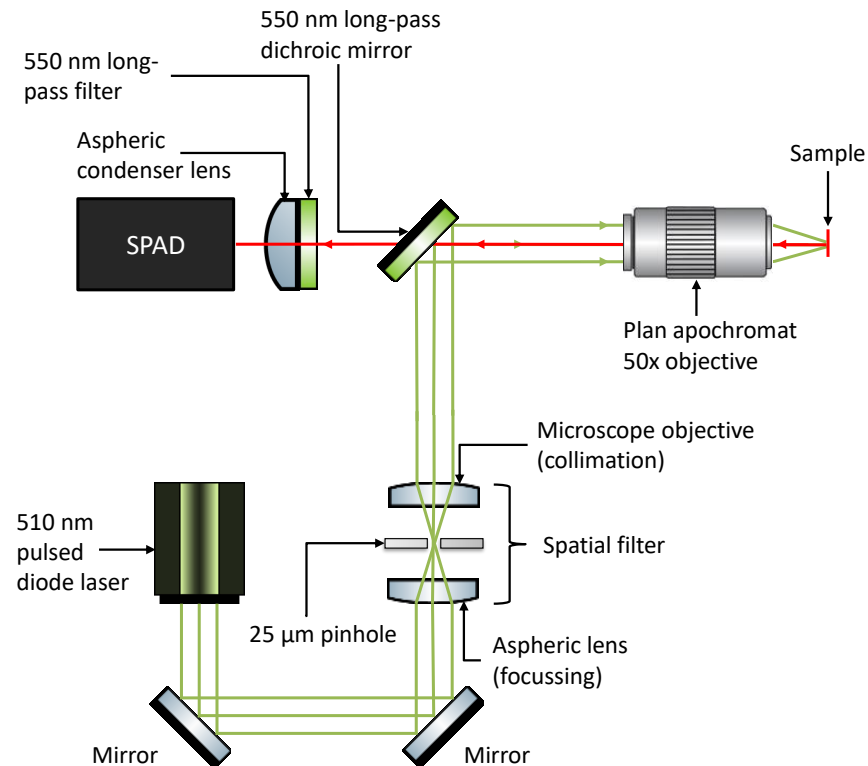 550 nm long-pass
dichroic mirror
550 nm long-
pass filter
Aspheric
condenser lens
Sample
SPAD
Plan apochromat
50x objective
Microscope objective
(collimation)
510 nm
pulsed
diode laser
Spatial filter
25 μm pinhole
Aspheric lens
(focussing)
Mirror
Mirror